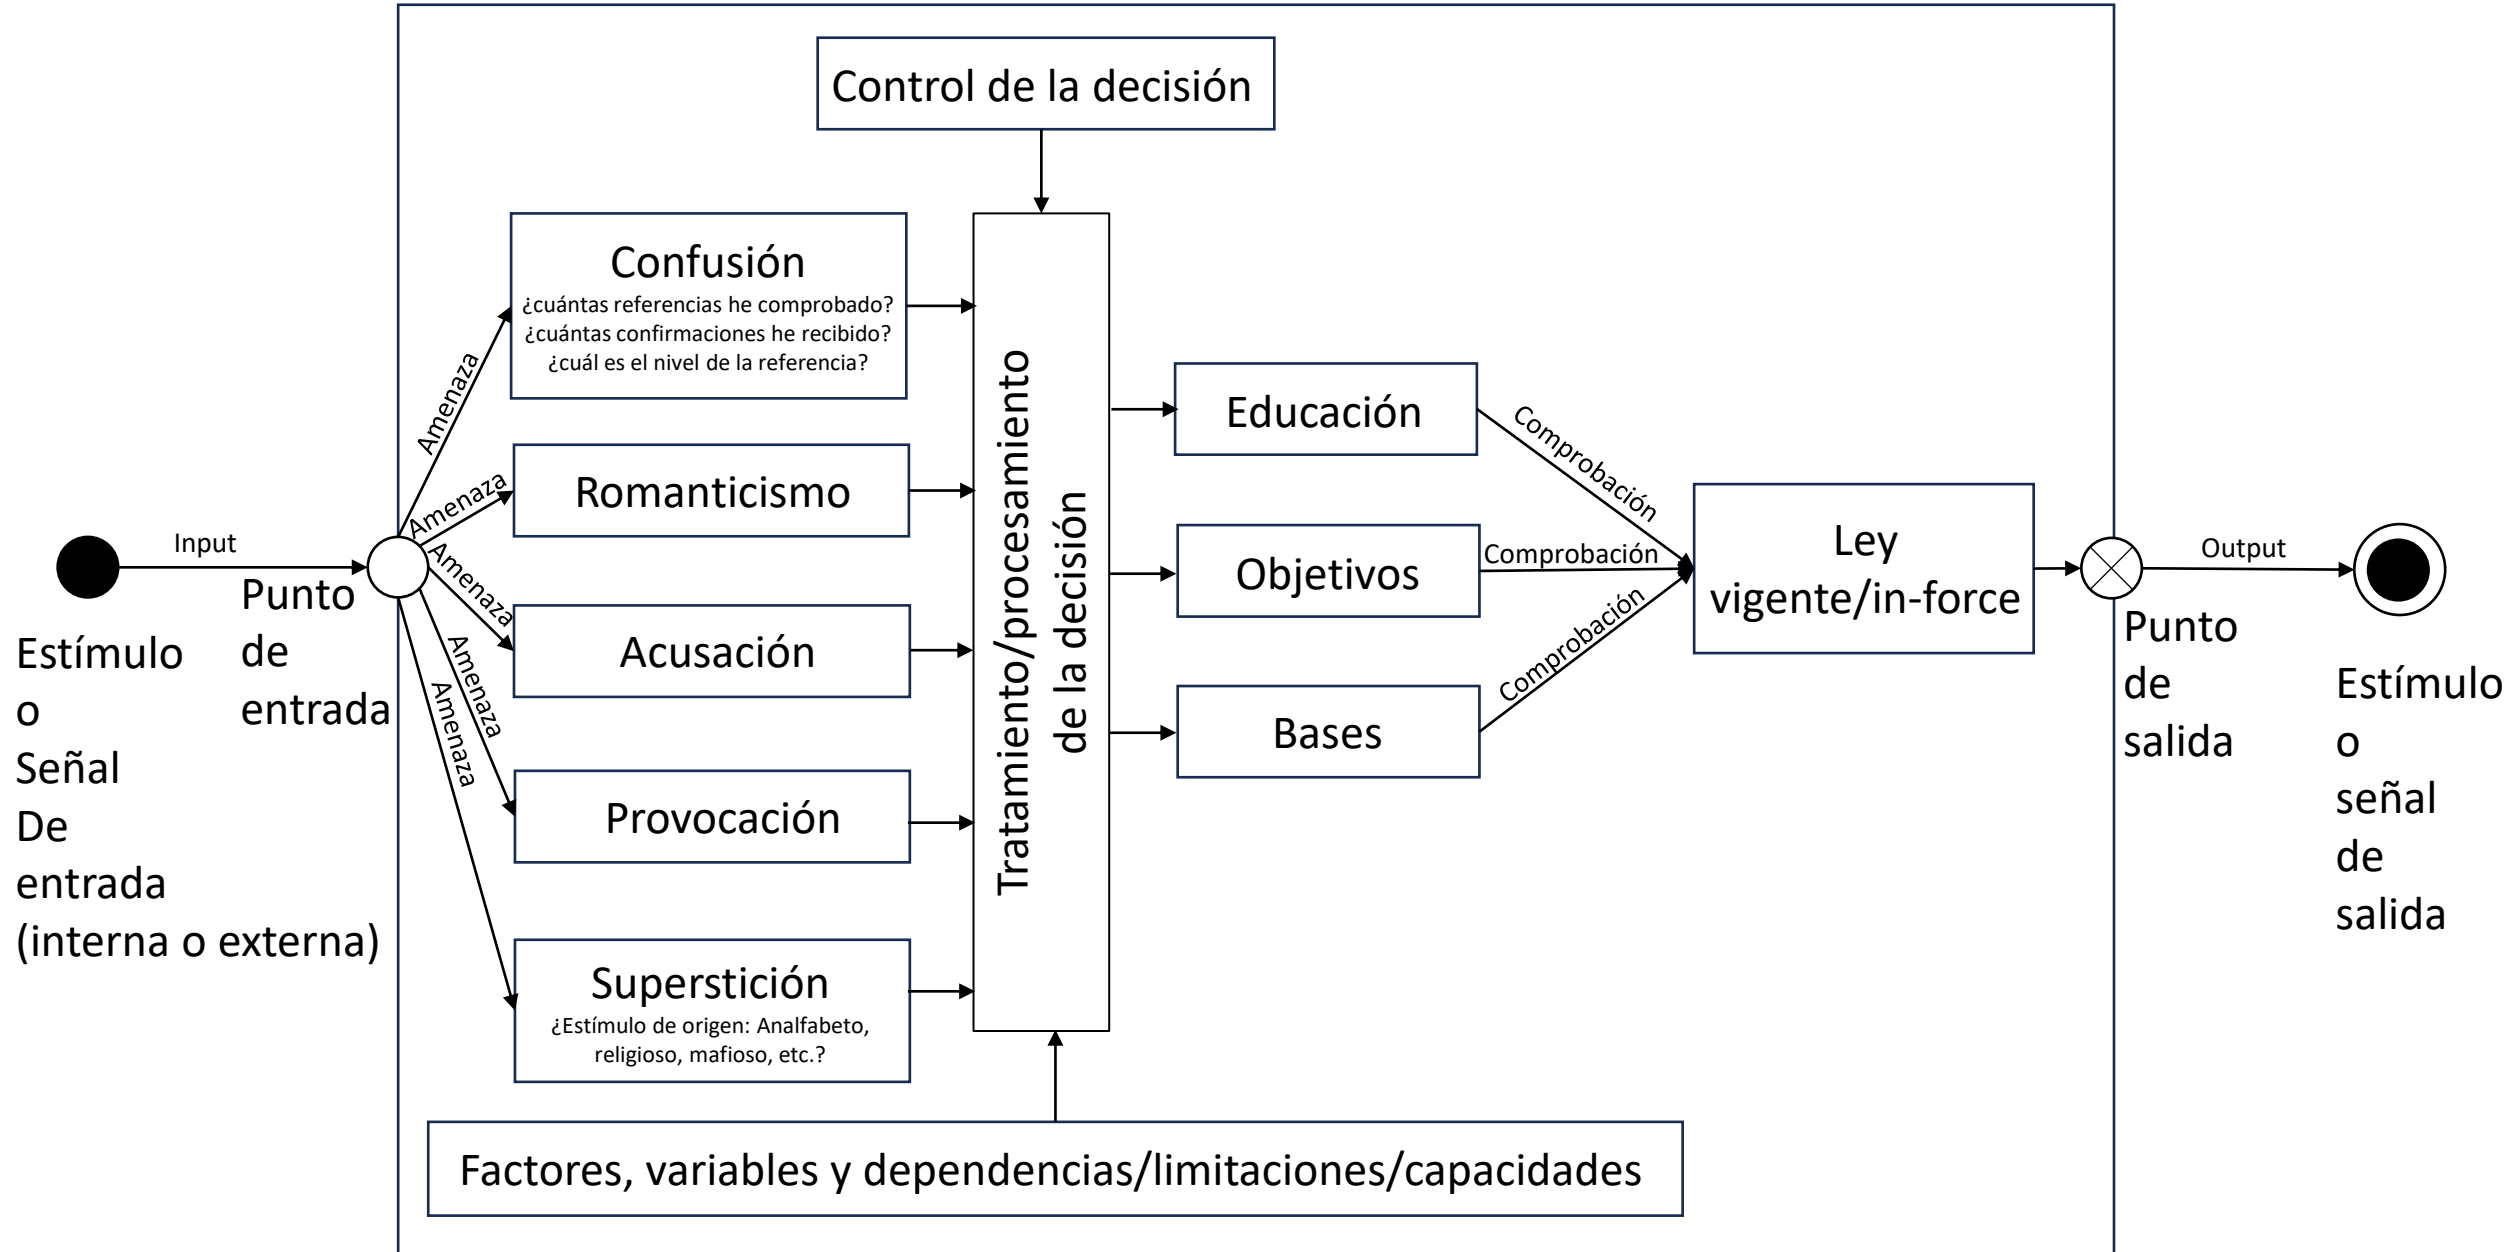 Control de la decisión
Confusión
¿cuántas referencias he comprobado?
¿cuántas confirmaciones he recibido?
¿cuál es el nivel de la referencia?
Amenaza
Romanticismo
Amenaza
Acusación
Amenaza
Provocación
Amenaza
Superstición
¿Estímulo de origen: Analfabeto,
religioso, mafioso, etc.?
Amenaza
Input
Punto
de
entrada
Estímulo
o
Señal
De
entrada
(interna o externa)
Tratamiento/procesamiento
de la decisión
Educación
Objetivos
Bases
Comprobación
Comprobación
Comprobación
Ley
vigente/in-force
Output
Punto
de
salida
Estímulo
o
señal
de
salida
Factores, variables y dependencias/limitaciones/capacidades